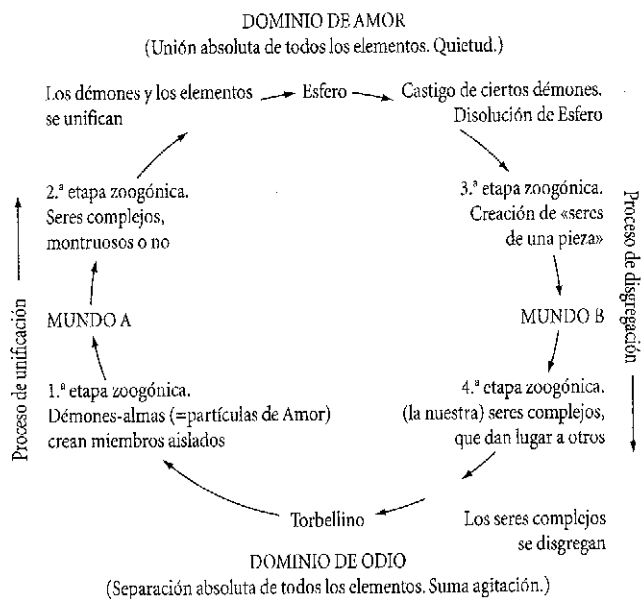 DOMINIO DE AMOR
(Unión absoluta de todos los elementos. Quietud.)
Los démones y los elementos
se unifican
Esfero
Castigo de ciertos démones.
Disolución de Esfero
2.ª etapa zoogónica.
Seres complejos,
montruosos o no
3.ª etapa zoogónica.
Creación de «seres
de una pieza»
Proceso de unificación
Proceso de disgregación
MUNDO A
MUNDO B
1.ª etapa zoogónica.
Démones-almas (=partículas de Amor)
crean miembros aislados
4.ª etapa zoogónica.
(la nuestra) seres complejos,
que dan lugar a otros
Torbellino
Los seres complejos
se disgregan
DOMINIO DE ODIO
(Separación absoluta de todos los elementos. Suma agitación.)